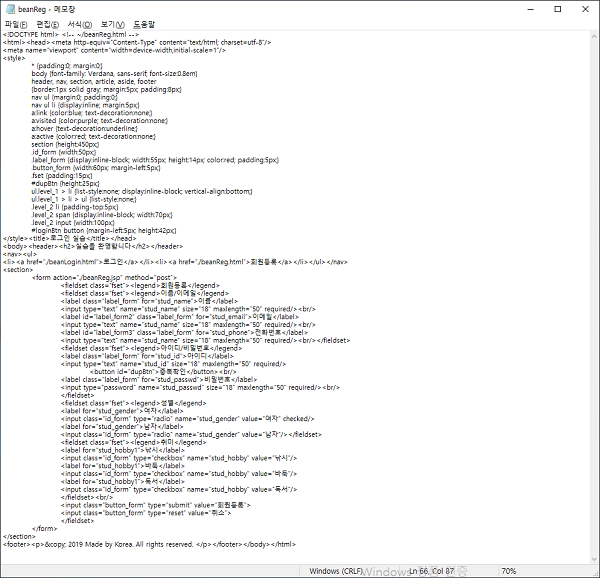 beanReg - 메모장
파일(F) 편집(E) 서식(O) 보기(V) 도움말
<!DOCTYPE html> <!-- ~/beanReg.html -->
<html><head><meta http-equiv="Content-Type" content="text/html; charset=utf-8"/>
<meta name="viewport" content="width=device-width,initial-scale=1"/>
<style>
* {padding:0; margin:0}
body {font-family: Verdana, sans-serif; font-size:0.8em}
header, nav, section, article, aside, footer
{border:1px solid gray; margin:5px; padding:8px}
nav ul {margin:0; padding:0}
nav ul li {display:inline; margin:5px}
a:link {color:blue; text-decoration:none}
a:visited {color:purple; text-decoration:none}
a:hover {text-decoration:underline}
a:active {color:red; text-decoration:none}
section {height:450px}
.id_form {width:50px}
.label_form {display:inline-block; width:55px; height:14px; color:red; padding:5px}
.button_form {width:60px; margin-left:5px}
.fset {padding:15px}
#dupBtn {height:25px}
ul.level_1 > li {list-style:none; display:inline-block; vertical-align:bottom;}
ul.level_1 > li > ul {list-style:none;}
.level_2 li {padding-top:5px}
.level_2 span {display:inline-block; width:70px}
.level_2 input {width:100px}
#loginBtn button {margin-left:5px; height:42px}
</style><title>로그인 실습</title></head>
<body><header><h2>실습을 환영합니다</h2></header>
<nav><ul>
<li><a href="./beanLogin.html">로그인</a></li><li><a href="./beanReg.html">회원등록</a></li></ul></nav>
<section>
<form action="./beanReg.jsp" method="post">
<fieldset class="fset"><legend>회원등록</legend>
<fieldset class="fset"><legend>이름/이메일</legend>
<label class="label_form" for="stud_name">이름</label>
<input type="text" name="stud_name" size="18" maxlength="50" required/><br/>
<label id="label_form2" class="label_form" for="stud_email">이메일</label>
<input type="text" name="stud_name" size="18" maxlength="50" required/><br/>
<label id="label_form3" class="label_form" for="stud_phone">전화번호</label>
<input type="text" name="stud_name" size="18" maxlength="50" required/><br/></fieldset>
<fieldset class="fset"><legend>아이디/비밀번호</legend>
<label class="label_form" for="stud_id">아이디</label>
<input type="text" name="stud_id" size="18" maxlength="50" required/>
<button id="dupBtn">중복확인</button><br/>
<label class="label_form" for="stud_passwd">비밀번호</label>
<input type="password" name="stud_passwd" size="18" maxlength="50" required/><br/>
</fieldset>
<fieldset class="fset"><legend>성별</legend>
<label for="stud_gender">여자</label>
<input class="id_form" type="radio" name="stud_gender" value="여자" checked/>
<label for="stud_gender">남자</label>
<input class="id_form" type="radio" name="stud_gender" value="남자"/></fieldset>
<fieldset class="fset"><legend>취미</legend>
<label for="stud_hobby1">낚시</label>
<input class="id_form" type="checkbox" name="stud_hobby" value="낚시"/>
<label for="stud_hobby1">바둑</label>
<input class="id_form" type="checkbox" name="stud_hobby" value="바둑"/>
<label for="stud_hobby1">독서</label>
<input class="id_form" type="checkbox" name="stud_hobby" value="독서"/>
</fieldset><br/>
<input class="button_form" type="submit" value="회원등록">
<input class="button_form" type="reset" value="취소">
</fieldset>
</form>
</section>
<footer><p>&copy; 2019 Made by Korea. All rights reserved. </p></footer></body></html>
Windows (CRLF) Ln 66, Col 87 70%
Windows 정품 인증